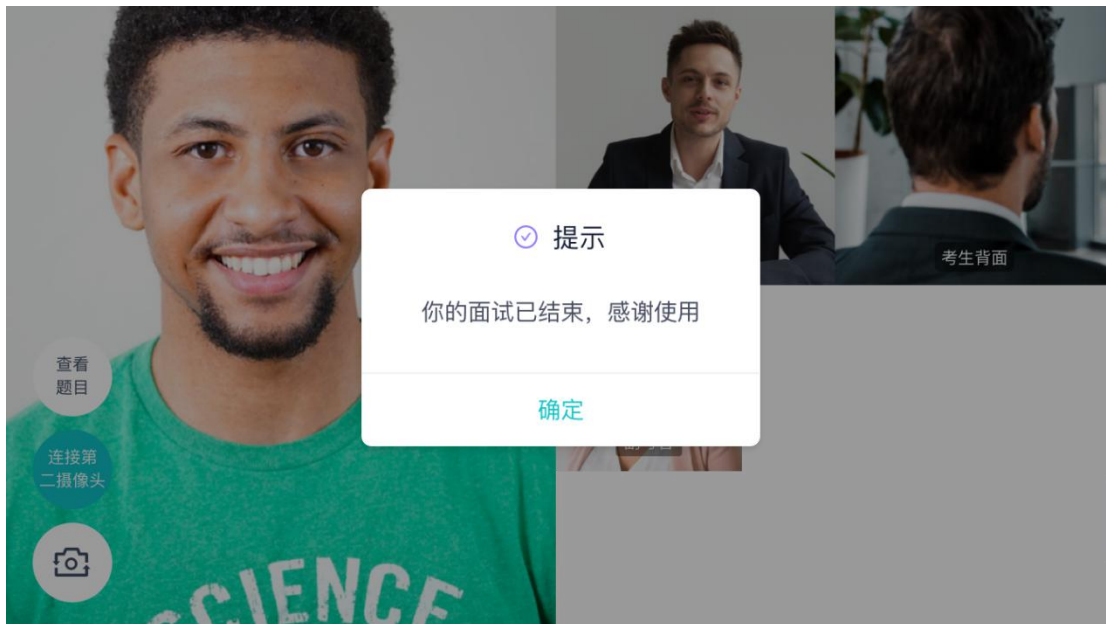 提示
你的面试已结束，感谢使用
确定
考生背面
查看
题目
连接第
二摄像头
SCIENCE